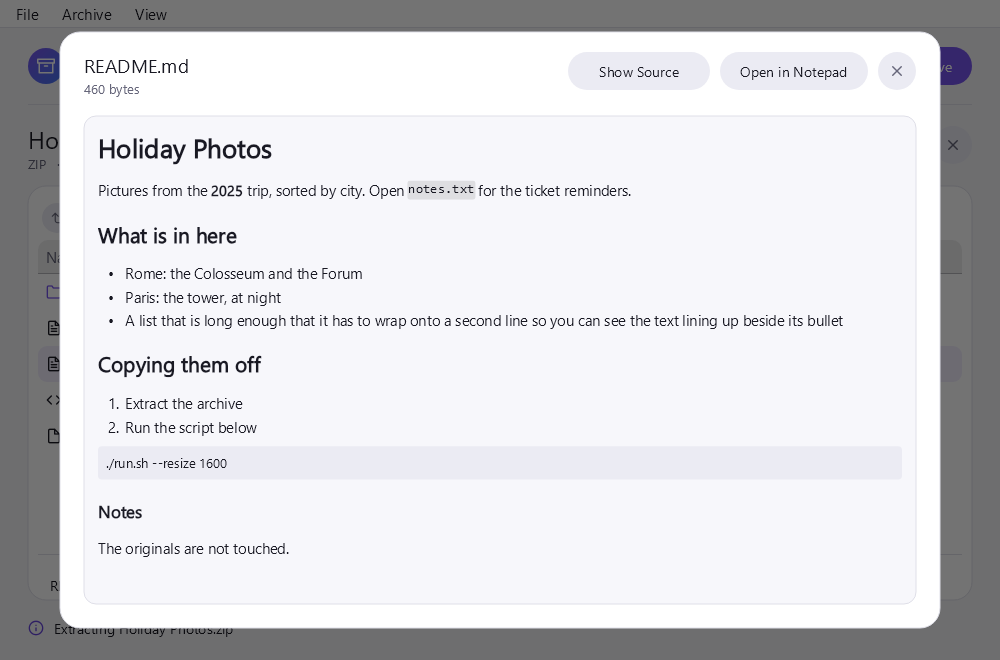 File Archive View
README.md
460 bytes
Show Source
Open in Notepad
Holiday Photos
Pictures from the 2025 trip, sorted by city. Open notes.txt for the ticket reminders.
What is in here
• Rome: the Colosseum and the Forum
• Paris: the tower, at night
• A list that is long enough that it has to wrap onto a second line so you can see the text lining up beside its bullet
Copying them off
1. Extract the archive
2. Run the script below
./run.sh --resize 1600
Notes
The originals are not touched.
ZIP
Extracting Holiday Photos.zip